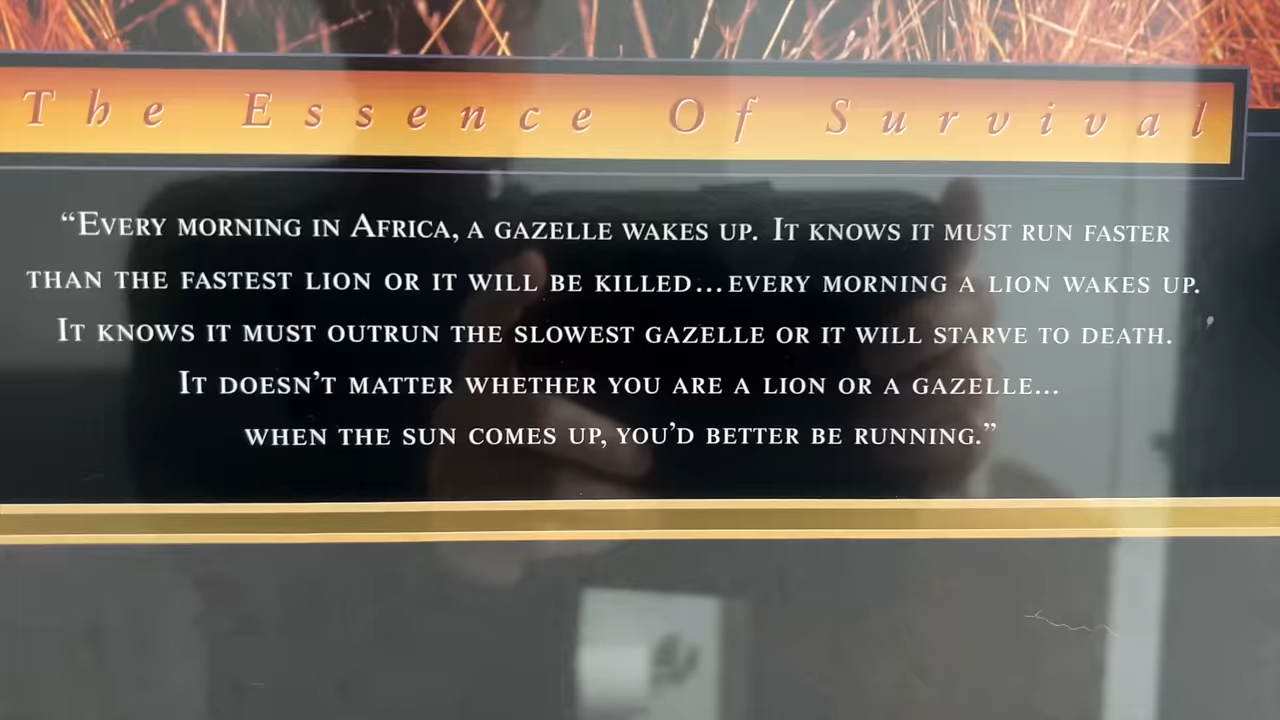 The Essence Of Survival
“Every morning in Africa, a gazelle wakes up. It knows it must run faster
than the fastest lion or it will be killed...every morning a lion wakes up.
It knows it must outrun the slowest gazelle or it will starve to death.
It doesn’t matter whether you are a lion or a gazelle...
when the sun comes up, you’d better be running.”